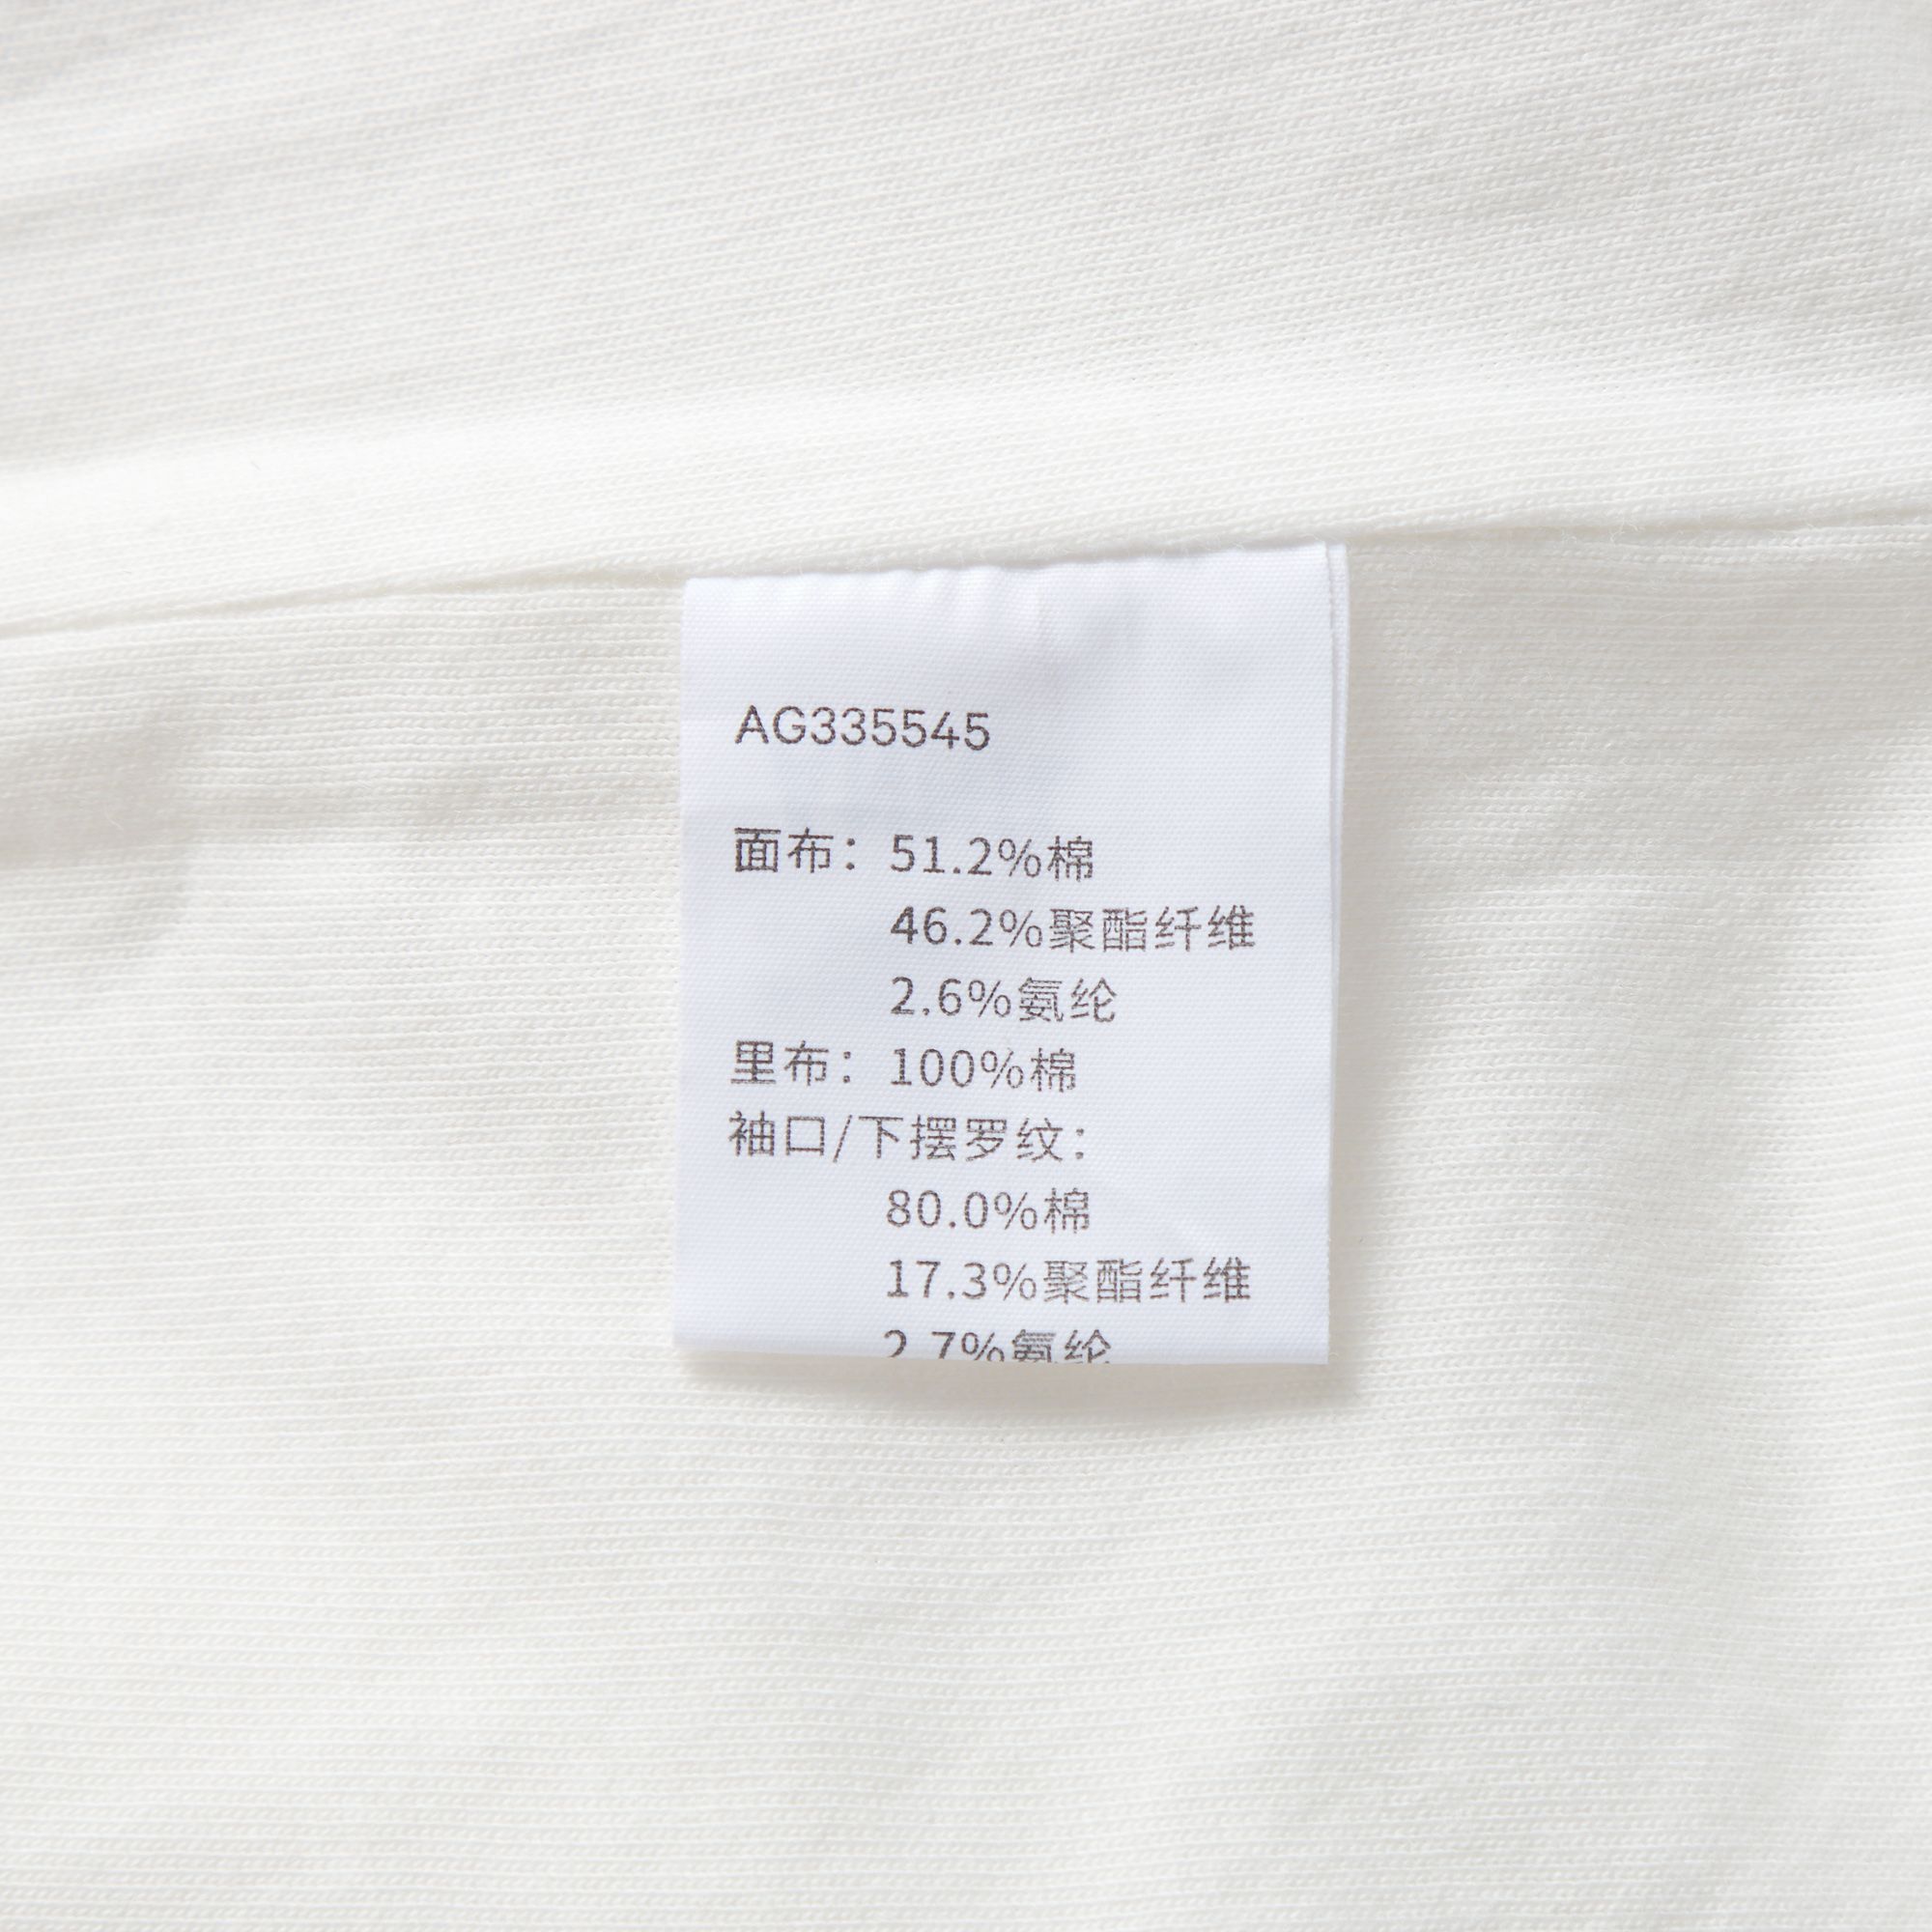 AG335545
面布：51.2%棉
46.2%聚酯纤维
2.6%氨纶
里布：100%棉
袖口/下摆罗纹：
80.0%棉
17.3%聚酯纤维
2.7%氨纶